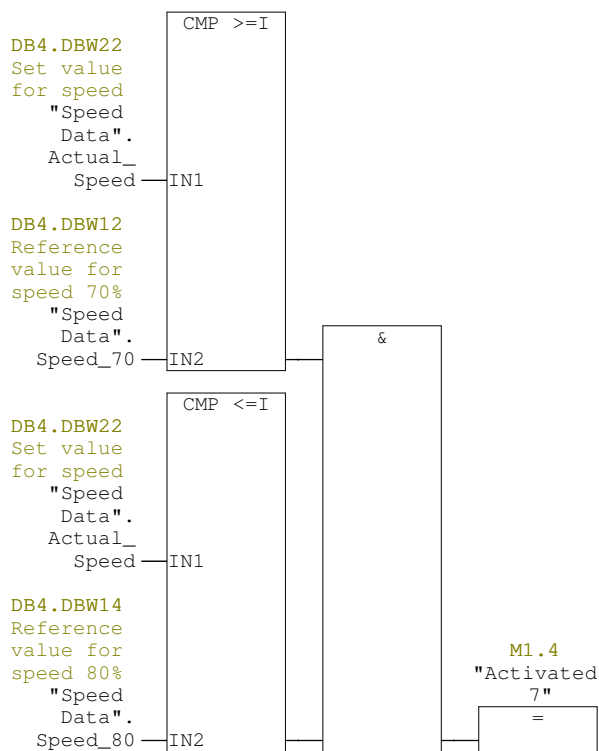 CMP >=I
DB4.DBW22
Set value
for speed
"Speed
Data".
Actual_
Speed
IN1
DB4.DBW12
Reference
value for
speed 70%
"Speed
Data".
Speed_70
IN2
&
CMP <=I
DB4.DBW22
Set value
for speed
"Speed
Data".
Actual_
Speed
IN1
DB4.DBW14
Reference
value for
speed 80%
"Speed
Data".
Speed_80
IN2
M1.4
"Activated
7"
=